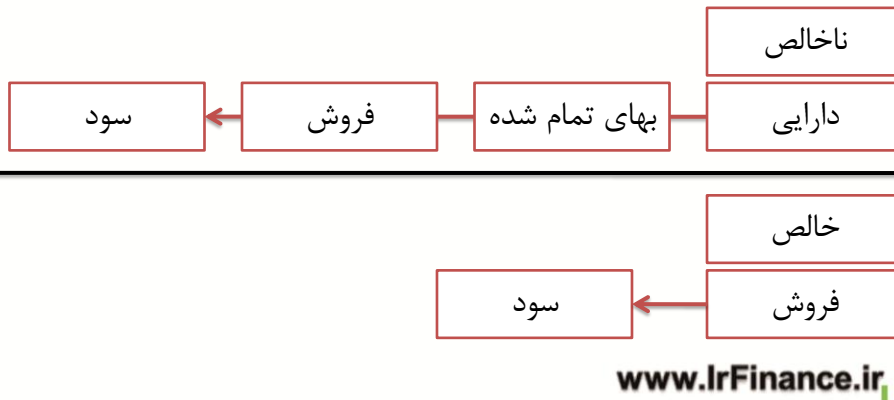 ناخالص
دارایی
بهای تمام شده
فروش
سود
خالص
فروش
سود
www.IrFinance.ir